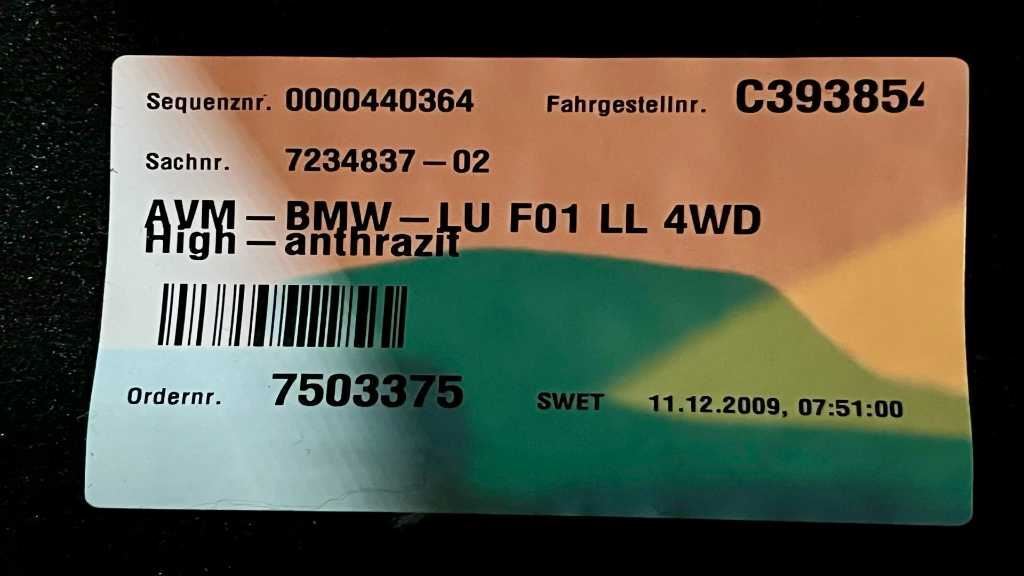 Sequenznr. 0000440364 Fahrgestellnr. C393854
Sachnr. 7234837-02
AVM-BMW-LU F01 LL 4WD
High-anthrazit
Ordernr. 7503375 SWET 11.12.2009, 07:51:00